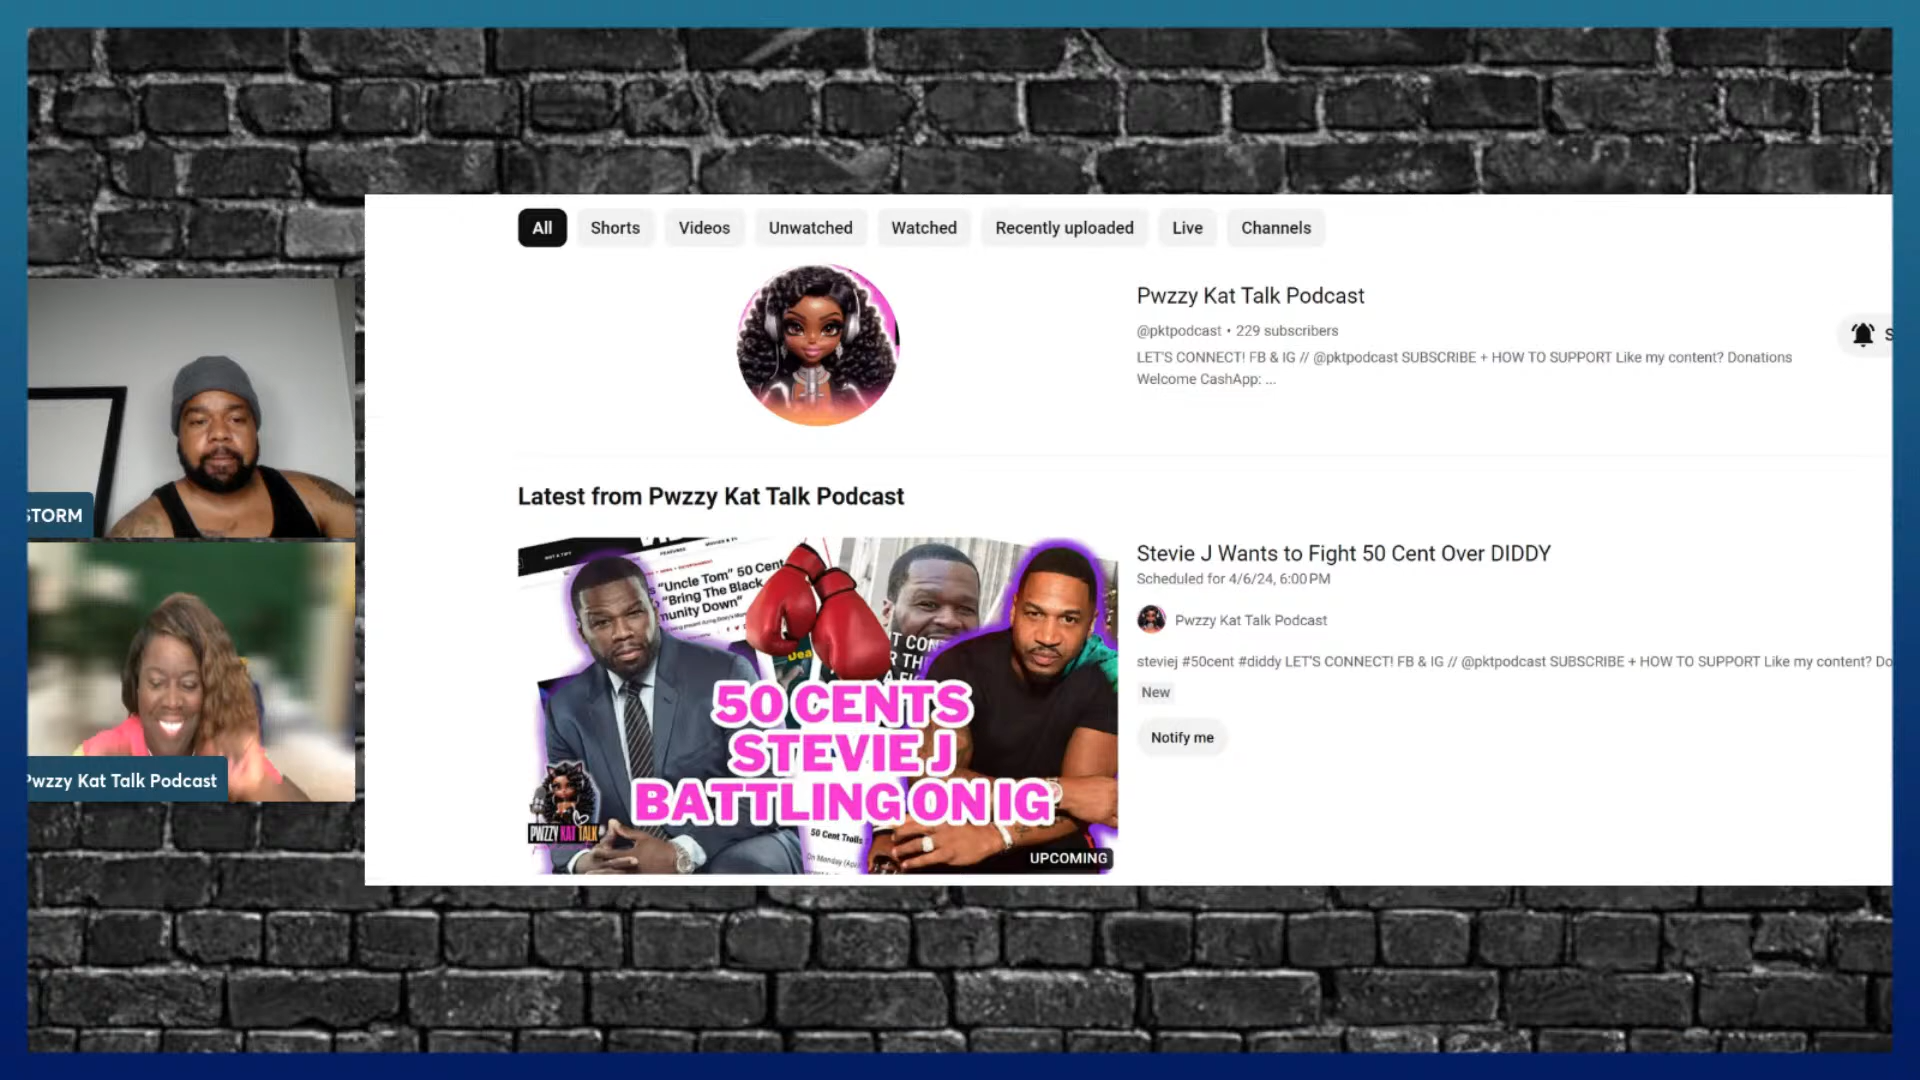 All
Shorts
Videos
Unwatched
Watched
Recently uploaded
Live
Channels
Pwzzy Kat Talk Podcast
@pktpodcast • 229 subscribers
LET'S CONNECT! FB & IG // @pktpodcast SUBSCRIBE + HOW TO SUPPORT Like my content? Donations
Welcome CashApp: ...
S
STORM
Pwzzy Kat Talk Podcast
Latest from Pwzzy Kat Talk Podcast
"Uncle Tom" 50 Cent
"Bring The Black
munity Down"
50 CENTS
STEVIE J
BATTLING ON IG
PWZZY KAT TALK
50 Cent Trolls
UPCOMING
Stevie J Wants to Fight 50 Cent Over DIDDY
Scheduled for 4/6/24, 6:00 PM
Pwzzy Kat Talk Podcast
steviej #50cent #diddy LET'S CONNECT! FB & IG // @pktpodcast SUBSCRIBE + HOW TO SUPPORT Like my content? Do
New
Notify me